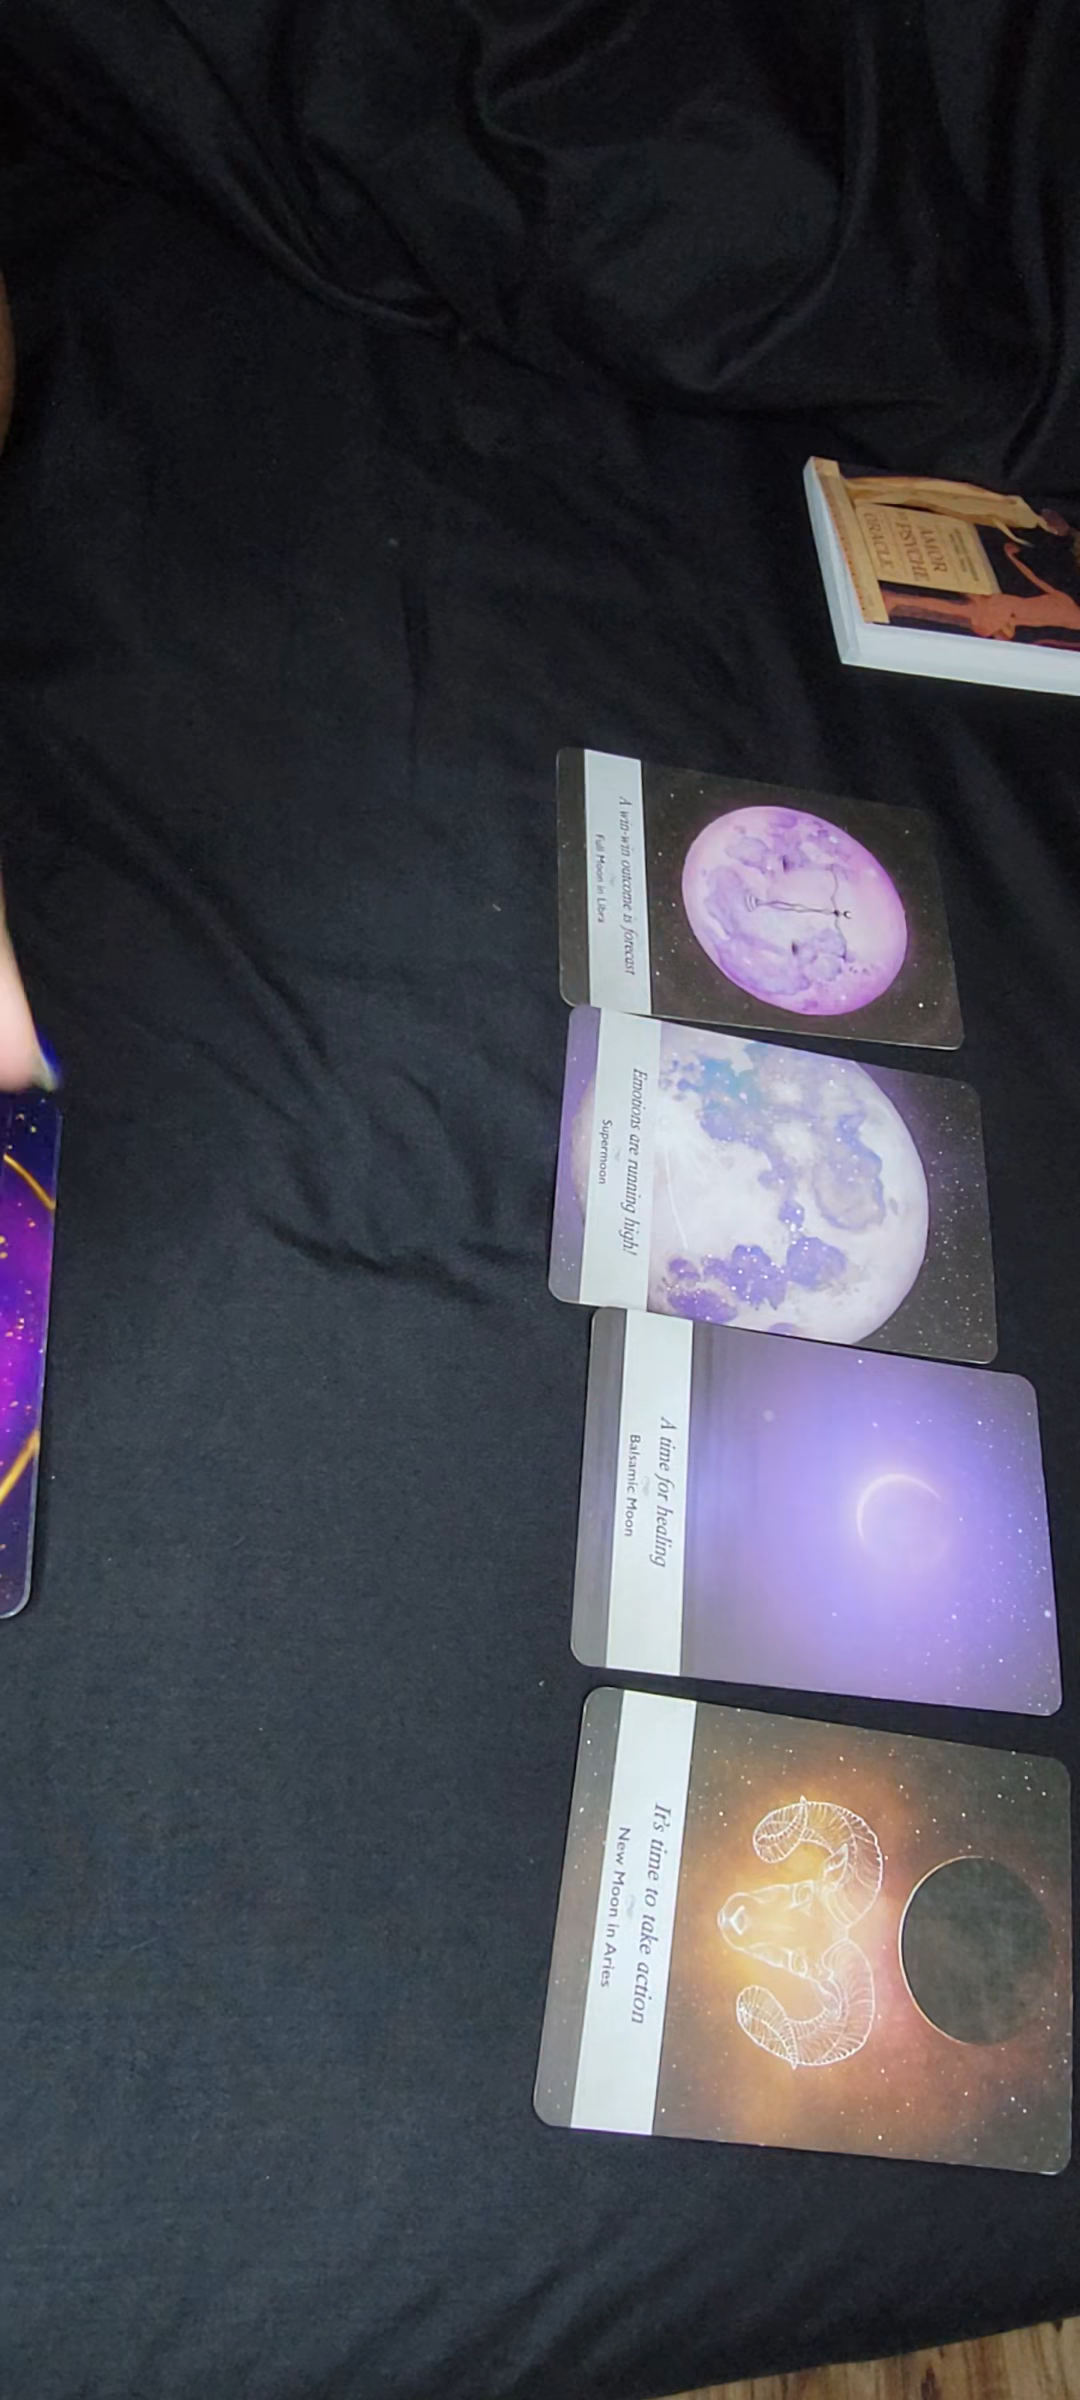 AMOR
et PSYCHE
ORACLE
A win-win outcome is forecast
Full Moon in Libra
Emotions are running high!
Supermoon
A time for healing
Balsamic Moon
It's time to take action
New Moon in Aries